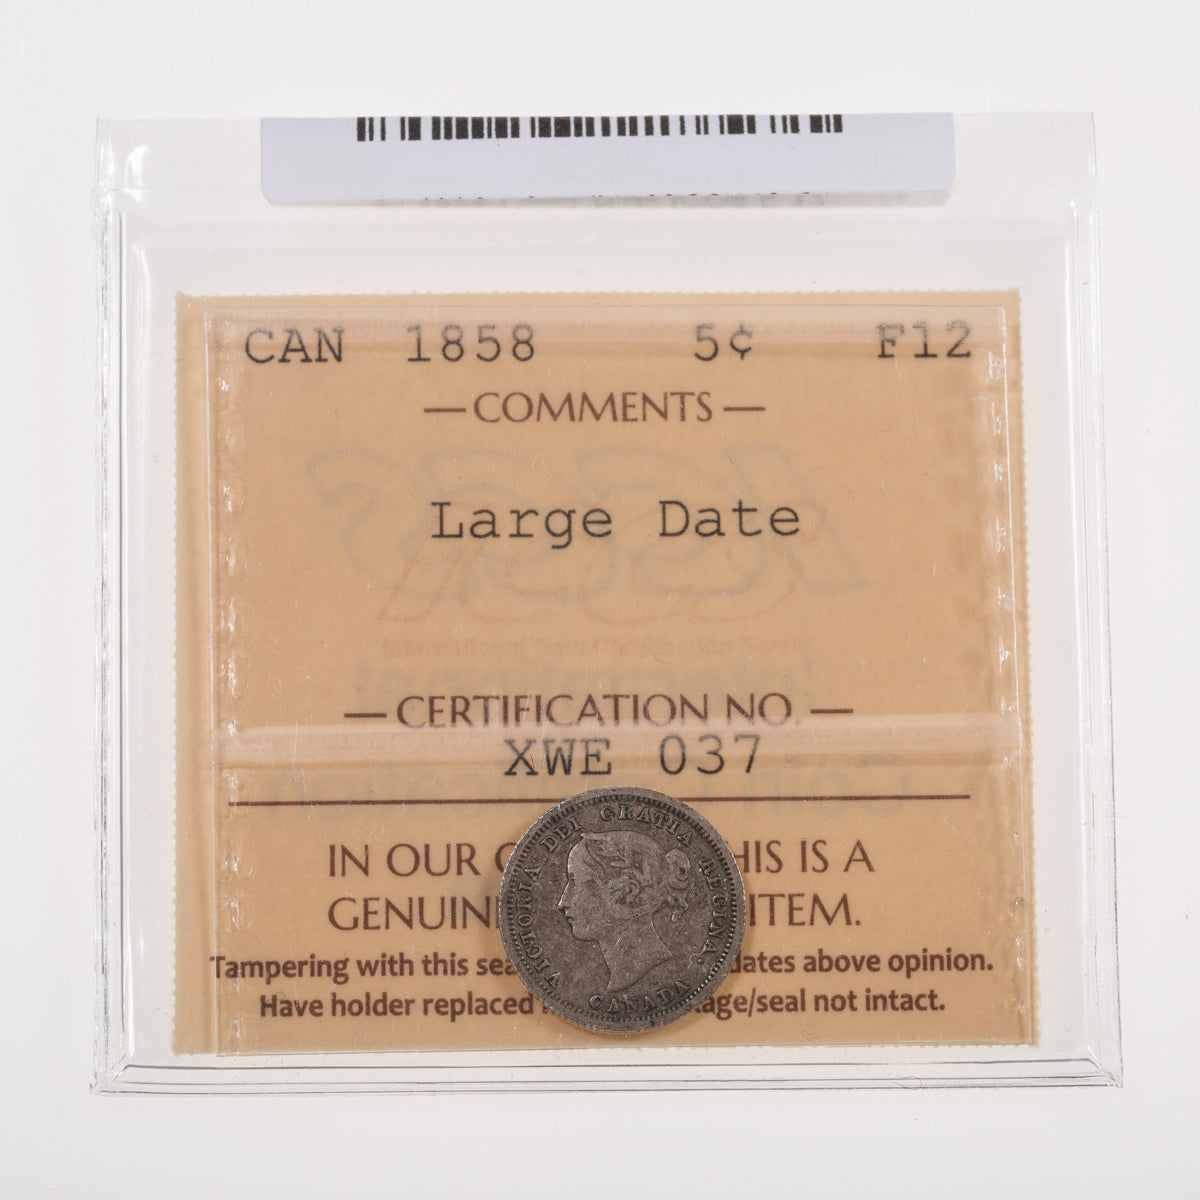 CAN 1858 5¢ F12
— COMMENTS —
Large Date
— CERTIFICATION NO. —
XWE 037
IN OUR HIS IS A
GENUIN ITEM.
Tampering with this sea dates above opinion.
Have holder replaced age/seal not intact.
VICTORIA DEI GRATIA REGINA.
CANADA